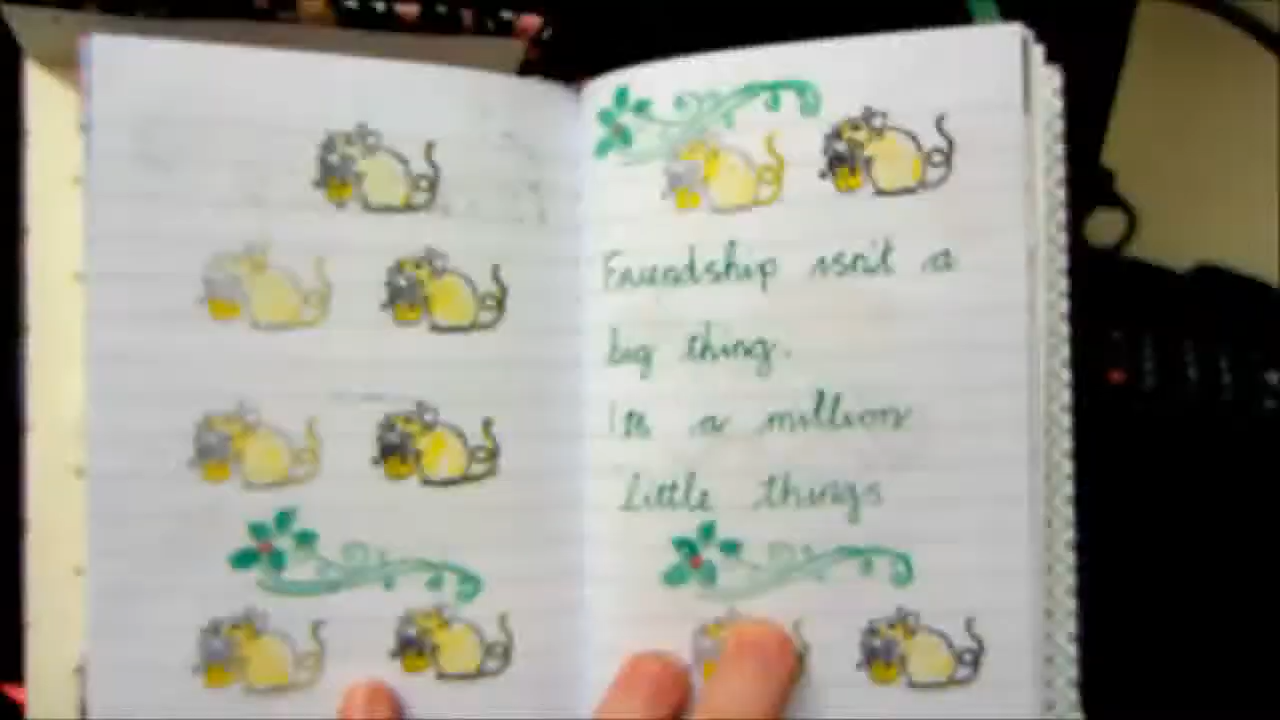 Friendship isn't a
big thing.
It's a million
Little things